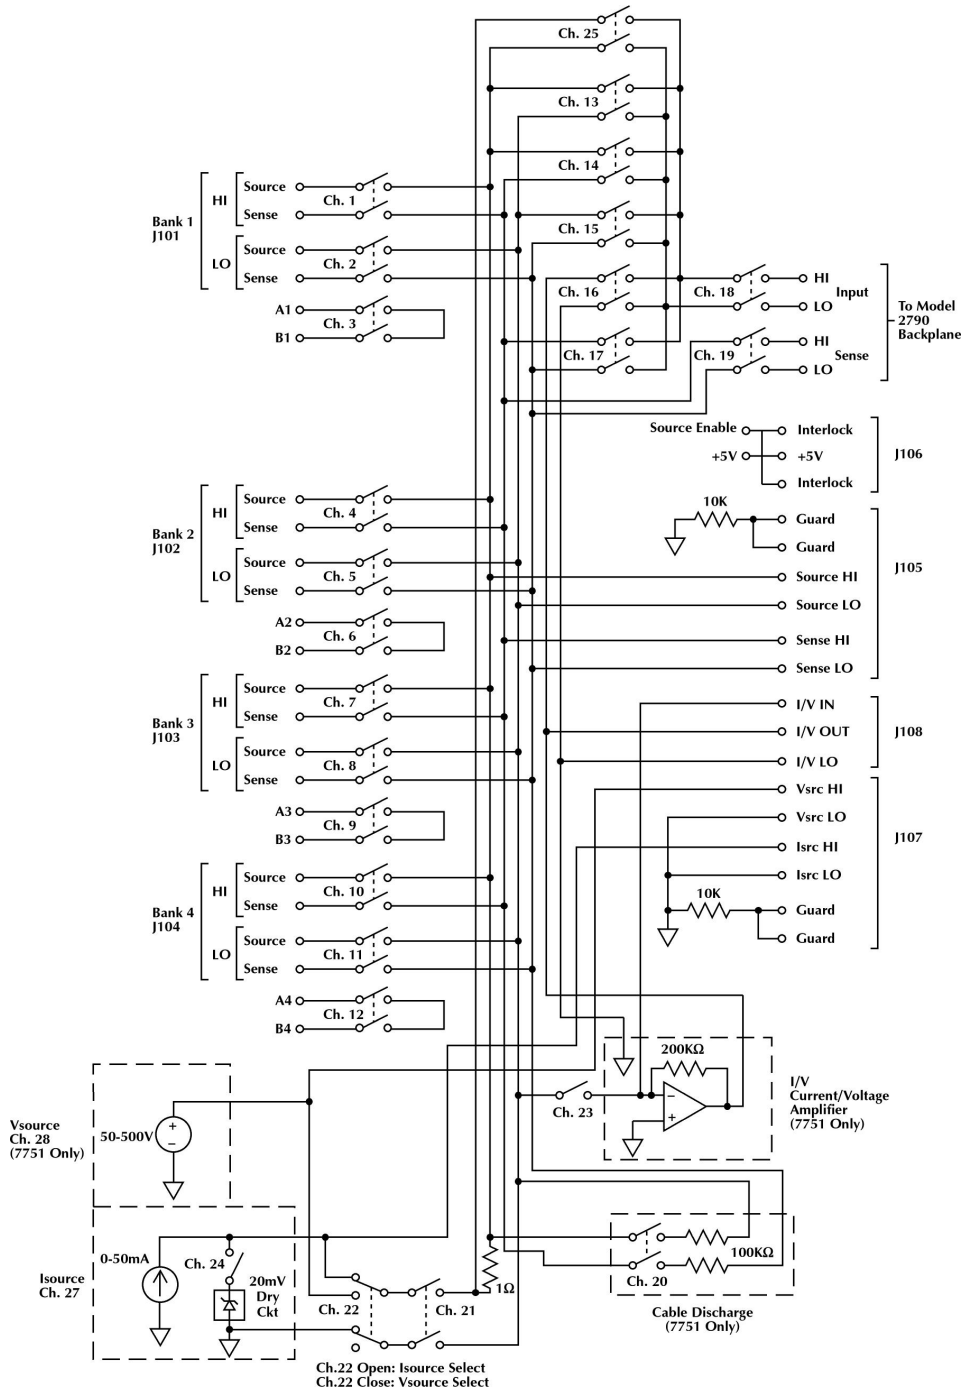 Ch. 25
Ch. 13
Ch. 14
Ch. 15
Ch. 16
Ch. 17
Ch. 18
Ch. 19
HI
Input
LO
HI
Sense
LO
To Model
2790
Backplane
Bank 1
J101
HI
Source
Sense
Ch. 1
LO
Source
Sense
Ch. 2
A1
B1
Ch. 3
Source Enable
Interlock
+5V
+5V
Interlock
J106
Bank 2
J102
HI
Source
Sense
Ch. 4
LO
Source
Sense
Ch. 5
A2
B2
Ch. 6
10K
Guard
Guard
Source HI
Source LO
Sense HI
Sense LO
J105
Bank 3
J103
HI
Source
Sense
Ch. 7
LO
Source
Sense
Ch. 8
A3
B3
Ch. 9
I/V IN
I/V OUT
I/V LO
J108
Vsrc HI
Vsrc LO
Isrc HI
Isrc LO
10K
Guard
Guard
J107
Bank 4
J104
HI
Source
Sense
Ch. 10
LO
Source
Sense
Ch. 11
A4
B4
Ch. 12
200KΩ
−
+
Ch. 23
I/V
Current/Voltage
Amplifier
(7751 Only)
Vsource
Ch. 28
(7751 Only)
50-500V
+
−
Isource
Ch. 27
0-50mA
Ch. 24
20mV
Dry
Ckt
Ch. 22
Ch. 21
1Ω
100KΩ
Ch. 20
Cable Discharge
(7751 Only)
Ch.22 Open: Isource Select
Ch.22 Close: Vsource Select